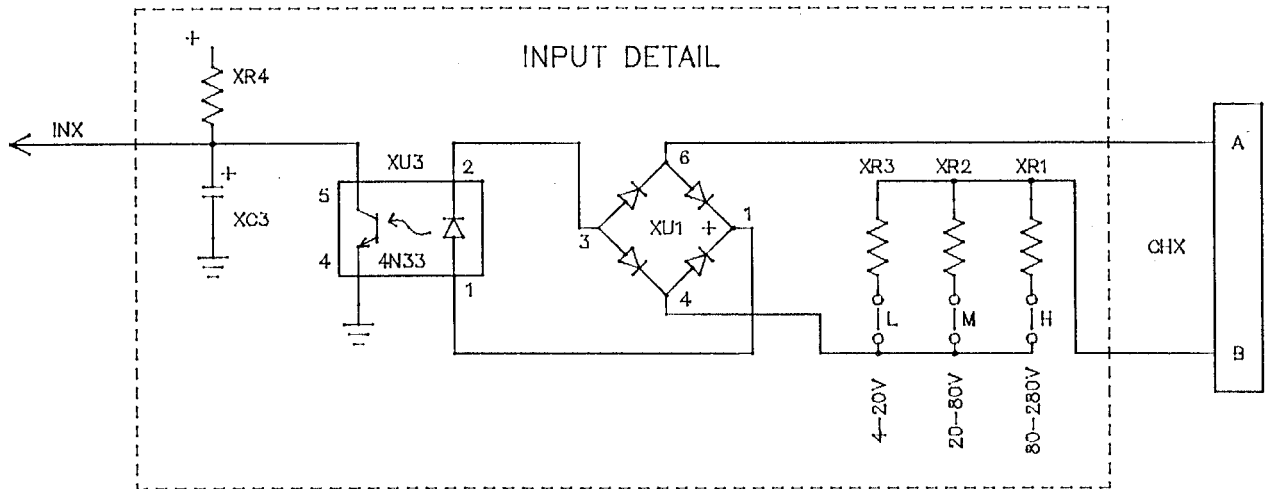 INPUT DETAIL
+
XR4
INX
+
XC3
XU3
2
5
4
4N33
1
6
3
XU1
+
1
4
XR3
XR2
XR1
L
M
H
4-20V
20-80V
80-280V
CHX
A
B